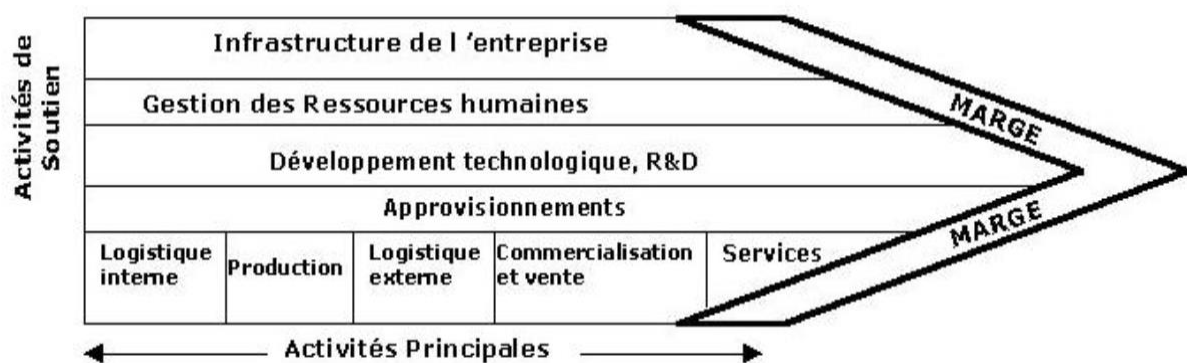 Activités de
Soutien
Infrastructure de l 'entreprise
Gestion des Ressources humaines
Développement technologique, R&D
Approvisionnements
Logistique
interne
Production
Logistique
externe
Commercialisation
et vente
Services
MARGE
MARGE
Activités Principales